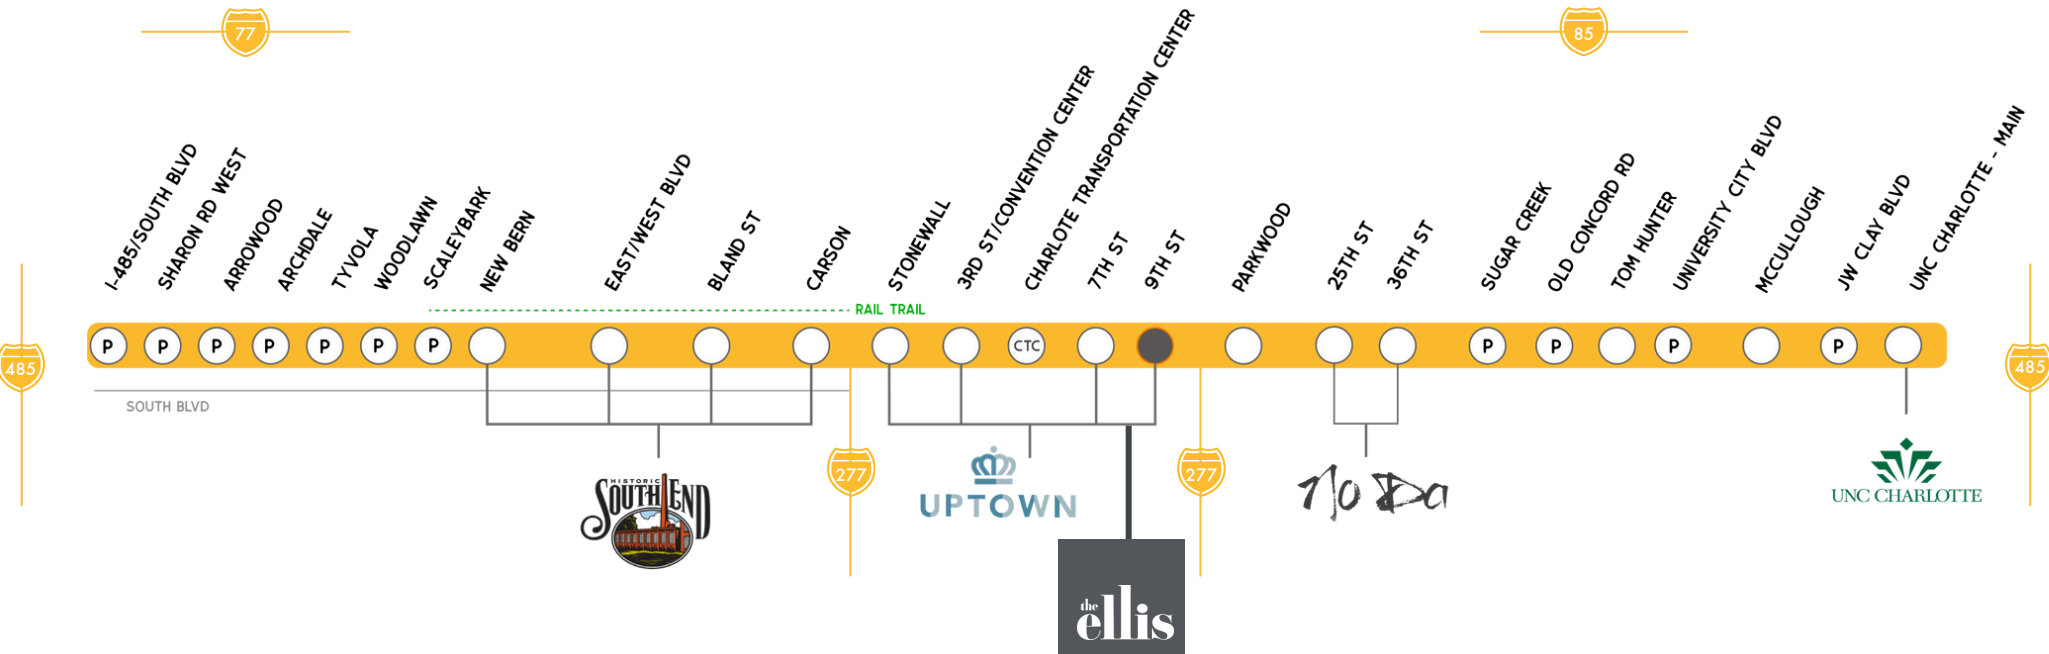 77
85
I-485/SOUTH BLVD
SHARON RD WEST
ARROWOOD
ARCHDALE
TYVOLA
WOODLAWN
SCALEYBARK
NEW BERN
EAST/WEST BLVD
BLAND ST
CARSON
STONEWALL
3RD ST/CONVENTION CENTER
CHARLOTE TRANSPORTATION CENTER
7TH ST
9TH ST
PARKWOOD
25TH ST
36TH ST
SUGAR CREEK
OLD CONCORD RD
TOM HUNTER
UNIVERSITY CITY BLVD
MCCULLOUGH
JW CLAY BLVD
UNC CHARLOTTE - MAIN
RAIL TRAIL
P
P
P
P
P
P
P
CTC
P
P
P
P
485
485
SOUTH BLVD
277
277
HISTORIC
SOUTH END
UPTOWN
NoDa
UNC CHARLOTTE
the
ellis